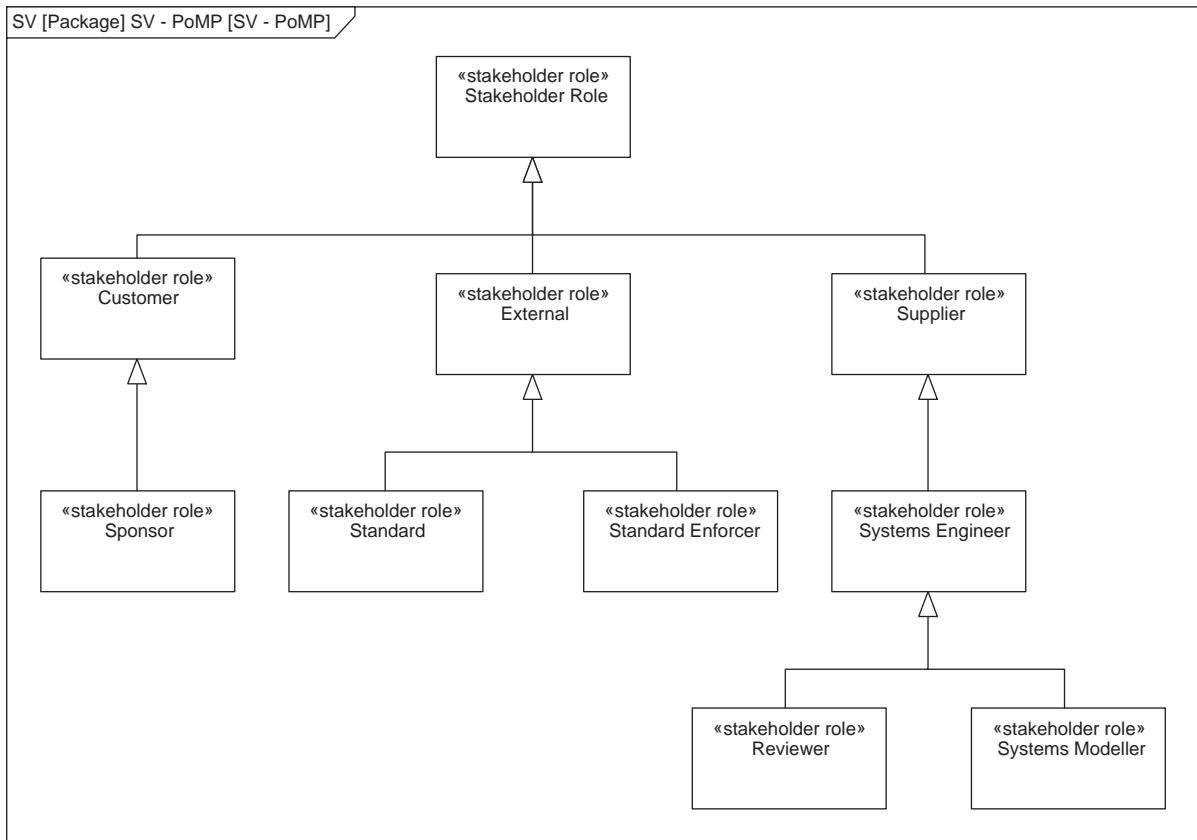 SV [Package] SV - PoMP [SV - PoMP]
«stakeholder role»
Stakeholder Role
«stakeholder role»
Customer
«stakeholder role»
External
«stakeholder role»
Supplier
«stakeholder role»
Sponsor
«stakeholder role»
Standard
«stakeholder role»
Standard Enforcer
«stakeholder role»
Systems Engineer
«stakeholder role»
Reviewer
«stakeholder role»
Systems Modeller